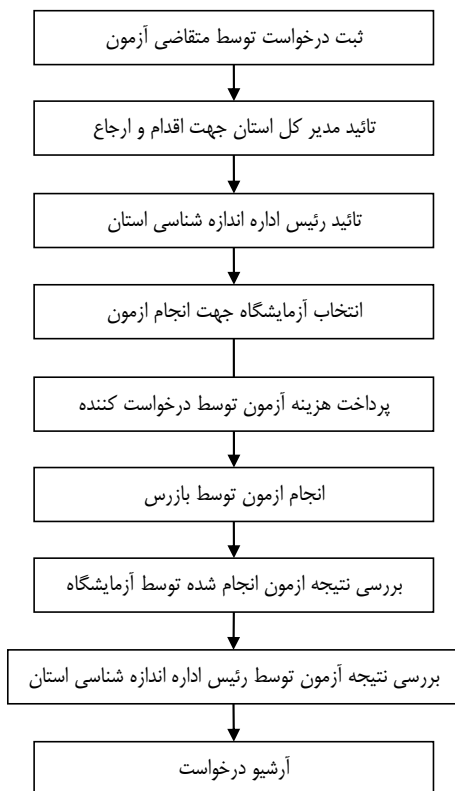 ثبت درخواست توسط متقاضی آزمون
تائید مدیر کل استان جهت اقدام و ارجاع
تائید رئیس اداره اندازه شناسی استان
انتخاب آزمایشگاه جهت انجام ازمون
پرداخت هزینه آزمون توسط درخواست کننده
انجام ازمون توسط بازرس
بررسی نتیجه ازمون انجام شده توسط آزمایشگاه
بررسی نتیجه آزمون توسط رئیس اداره اندازه شناسی استان
آرشیو درخواست